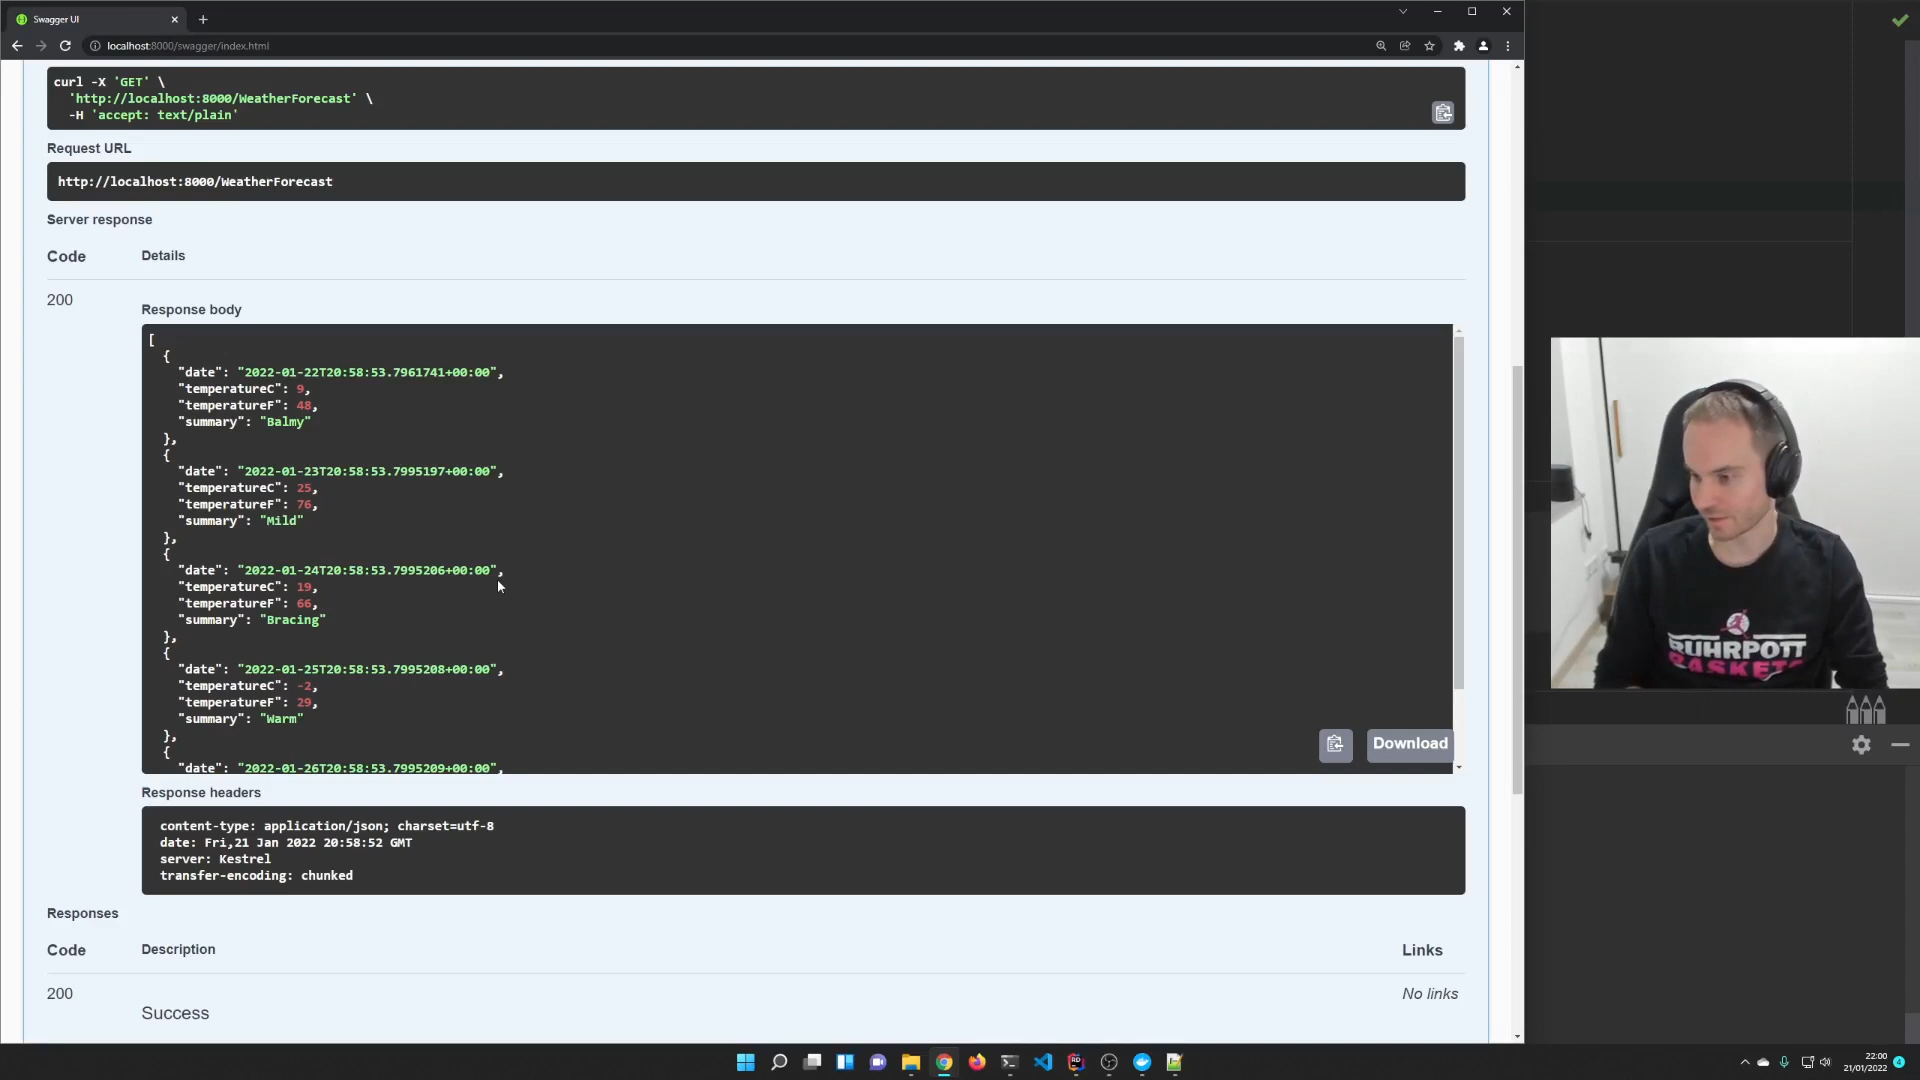 Swagger UI
localhost:8000/swagger/index.html
curl -X 'GET' \
'http://localhost:8000/WeatherForecast' \
-H 'accept: text/plain'
Request URL
http://localhost:8000/WeatherForecast
Server response
Code Details
200
Response body
[
{
"date": "2022-01-22T20:58:53.7961741+00:00",
"temperatureC": 9,
"temperatureF": 48,
"summary": "Balmy"
},
{
"date": "2022-01-23T20:58:53.7995197+00:00",
"temperatureC": 25,
"temperatureF": 76,
"summary": "Mild"
},
{
"date": "2022-01-24T20:58:53.7995206+00:00",
"temperatureC": 19,
"temperatureF": 66,
"summary": "Bracing"
},
{
"date": "2022-01-25T20:58:53.7995208+00:00",
"temperatureC": -2,
"temperatureF": 29,
"summary": "Warm"
},
{
"date": "2022-01-26T20:58:53.7995209+00:00",
Download
Response headers
content-type: application/json; charset=utf-8
date: Fri,21 Jan 2022 20:58:52 GMT
server: Kestrel
transfer-encoding: chunked
Responses
Code Description Links
200 No links
Success
RUHRPOTT
BASKETS
22:00
21/01/2022
4